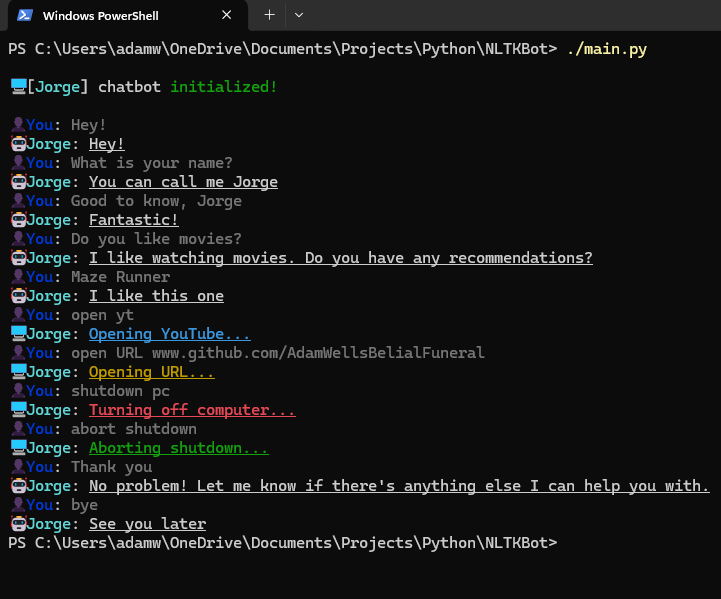 Windows PowerShell
PS C:\Users\adamw\OneDrive\Documents\Projects\Python\NLTKBot> ./main.py
[Jorge] chatbot initialized!
You: Hey!
Jorge: Hey!
You: What is your name?
Jorge: You can call me Jorge
You: Good to know, Jorge
Jorge: Fantastic!
You: Do you like movies?
Jorge: I like watching movies. Do you have any recommendations?
You: Maze Runner
Jorge: I like this one
You: open yt
Jorge: Opening YouTube...
You: open URL www.github.com/AdamWellsBelialFuneral
Jorge: Opening URL...
You: shutdown pc
Jorge: Turning off computer...
You: abort shutdown
Jorge: Aborting shutdown...
You: Thank you
Jorge: No problem! Let me know if there's anything else I can help you with.
You: bye
Jorge: See you later
PS C:\Users\adamw\OneDrive\Documents\Projects\Python\NLTKBot>